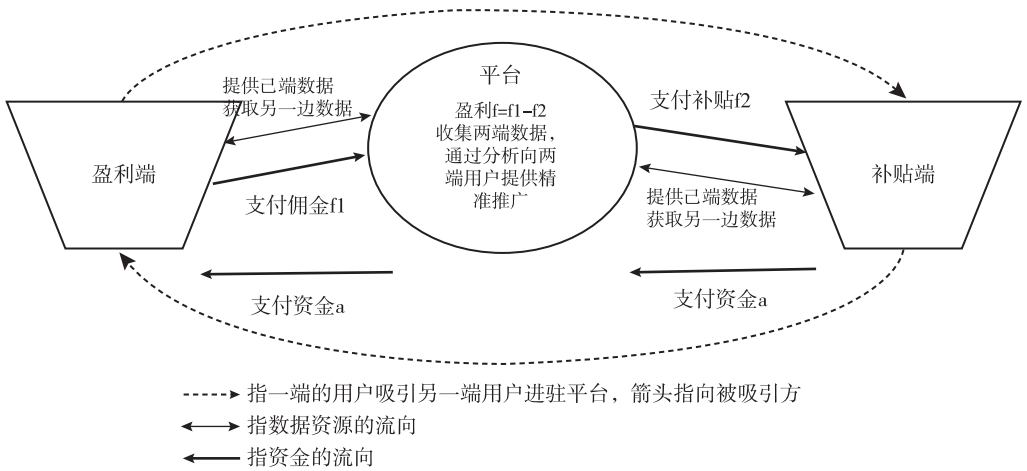 平台
提供己端数据
获取另一边数据
盈利f=f1-f2
收集两端数据，
通过分析向两
端用户提供精
准推广
支付补贴f2
盈利端
补贴端
支付佣金f1
提供己端数据
获取另一边数据
支付资金a
支付资金a
指一端的用户吸引另一端用户进驻平台，箭头指向被吸引方
指数据资源的流向
指资金的流向